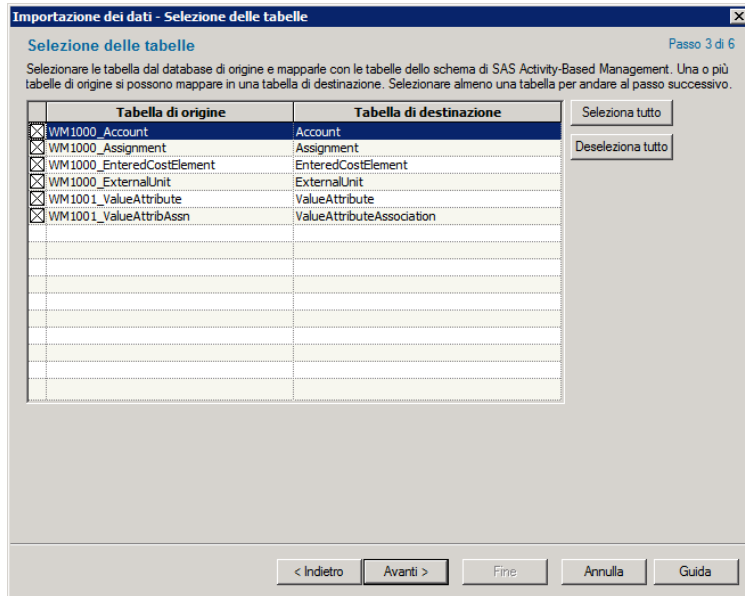 Importazione dei dati - Selezione delle tabelle
Selezione delle tabelle
Passo 3 di 6
Selezionare le tabelle dal database di origine e mapparle con le tabelle dello schema di SAS Activity-Based Management. Una o più
tabelle di origine si possono mappare in una tabella di destinazione. Selezionare almeno una tabella per andare al passo successivo.
Tabella di origine Tabella di destinazione
WM1000_Account Account
WM1000_Assignment Assignment
WM1000_EnteredCostElement EnteredCostElement
WM1000_ExternalUnit ExternalUnit
WM1001_ValueAttribute ValueAttribute
WM1001_ValueAttribAssn ValueAttributeAssociation
Seleziona tutto
Deseleziona tutto
< Indietro Avanti > Fine Annulla Guida